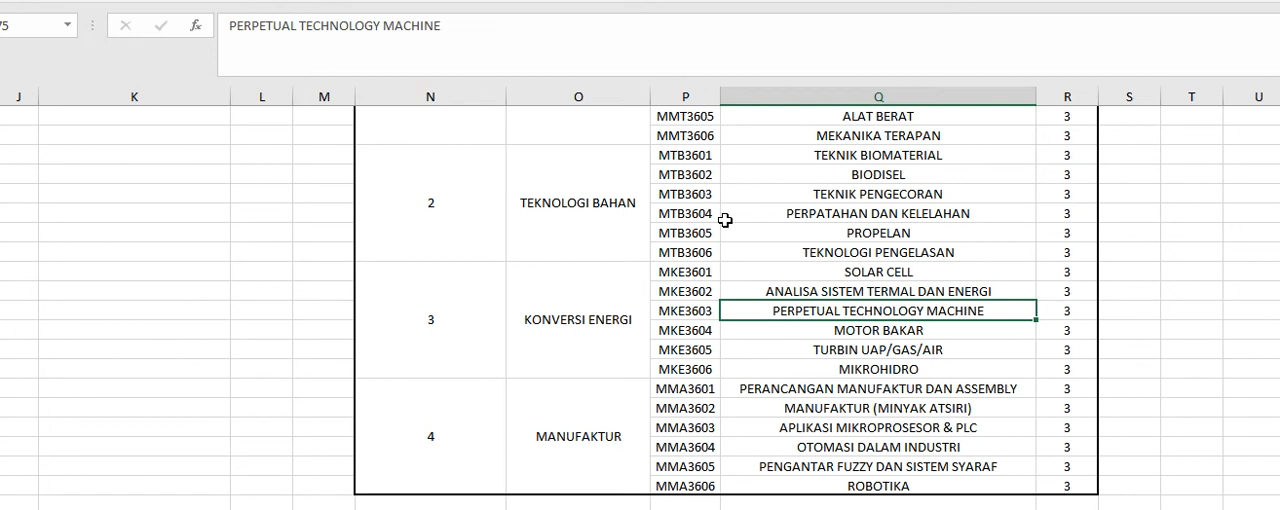 75 fx PERPETUAL TECHNOLOGY MACHINE
J K L M N O P Q R S T U
MMT3605 ALAT BERAT 3
MMT3606 MEKANIKA TERAPAN 3
2 TEKNOLOGI BAHAN
MTB3601 TEKNIK BIOMATERIAL 3
MTB3602 BIODISEL 3
MTB3603 TEKNIK PENGECORAN 3
MTB3604 PERPATAHAN DAN KELELAHAN 3
MTB3605 PROPELAN 3
MTB3606 TEKNOLOGI PENGELASAN 3
3 KONVERSI ENERGI
MKE3601 SOLAR CELL 3
MKE3602 ANALISA SISTEM TERMAL DAN ENERGI 3
MKE3603 PERPETUAL TECHNOLOGY MACHINE 3
MKE3604 MOTOR BAKAR 3
MKE3605 TURBIN UAP/GAS/AIR 3
MKE3606 MIKROHIDRO 3
4 MANUFAKTUR
MMA3601 PERANCANGAN MANUFAKTUR DAN ASSEMBLY 3
MMA3602 MANUFAKTUR (MINYAK ATSIRI) 3
MMA3603 APLIKASI MIKROPROSESOR & PLC 3
MMA3604 OTOMASI DALAM INDUSTRI 3
MMA3605 PENGANTAR FUZZY DAN SISTEM SYARAF 3
MMA3606 ROBOTIKA 3